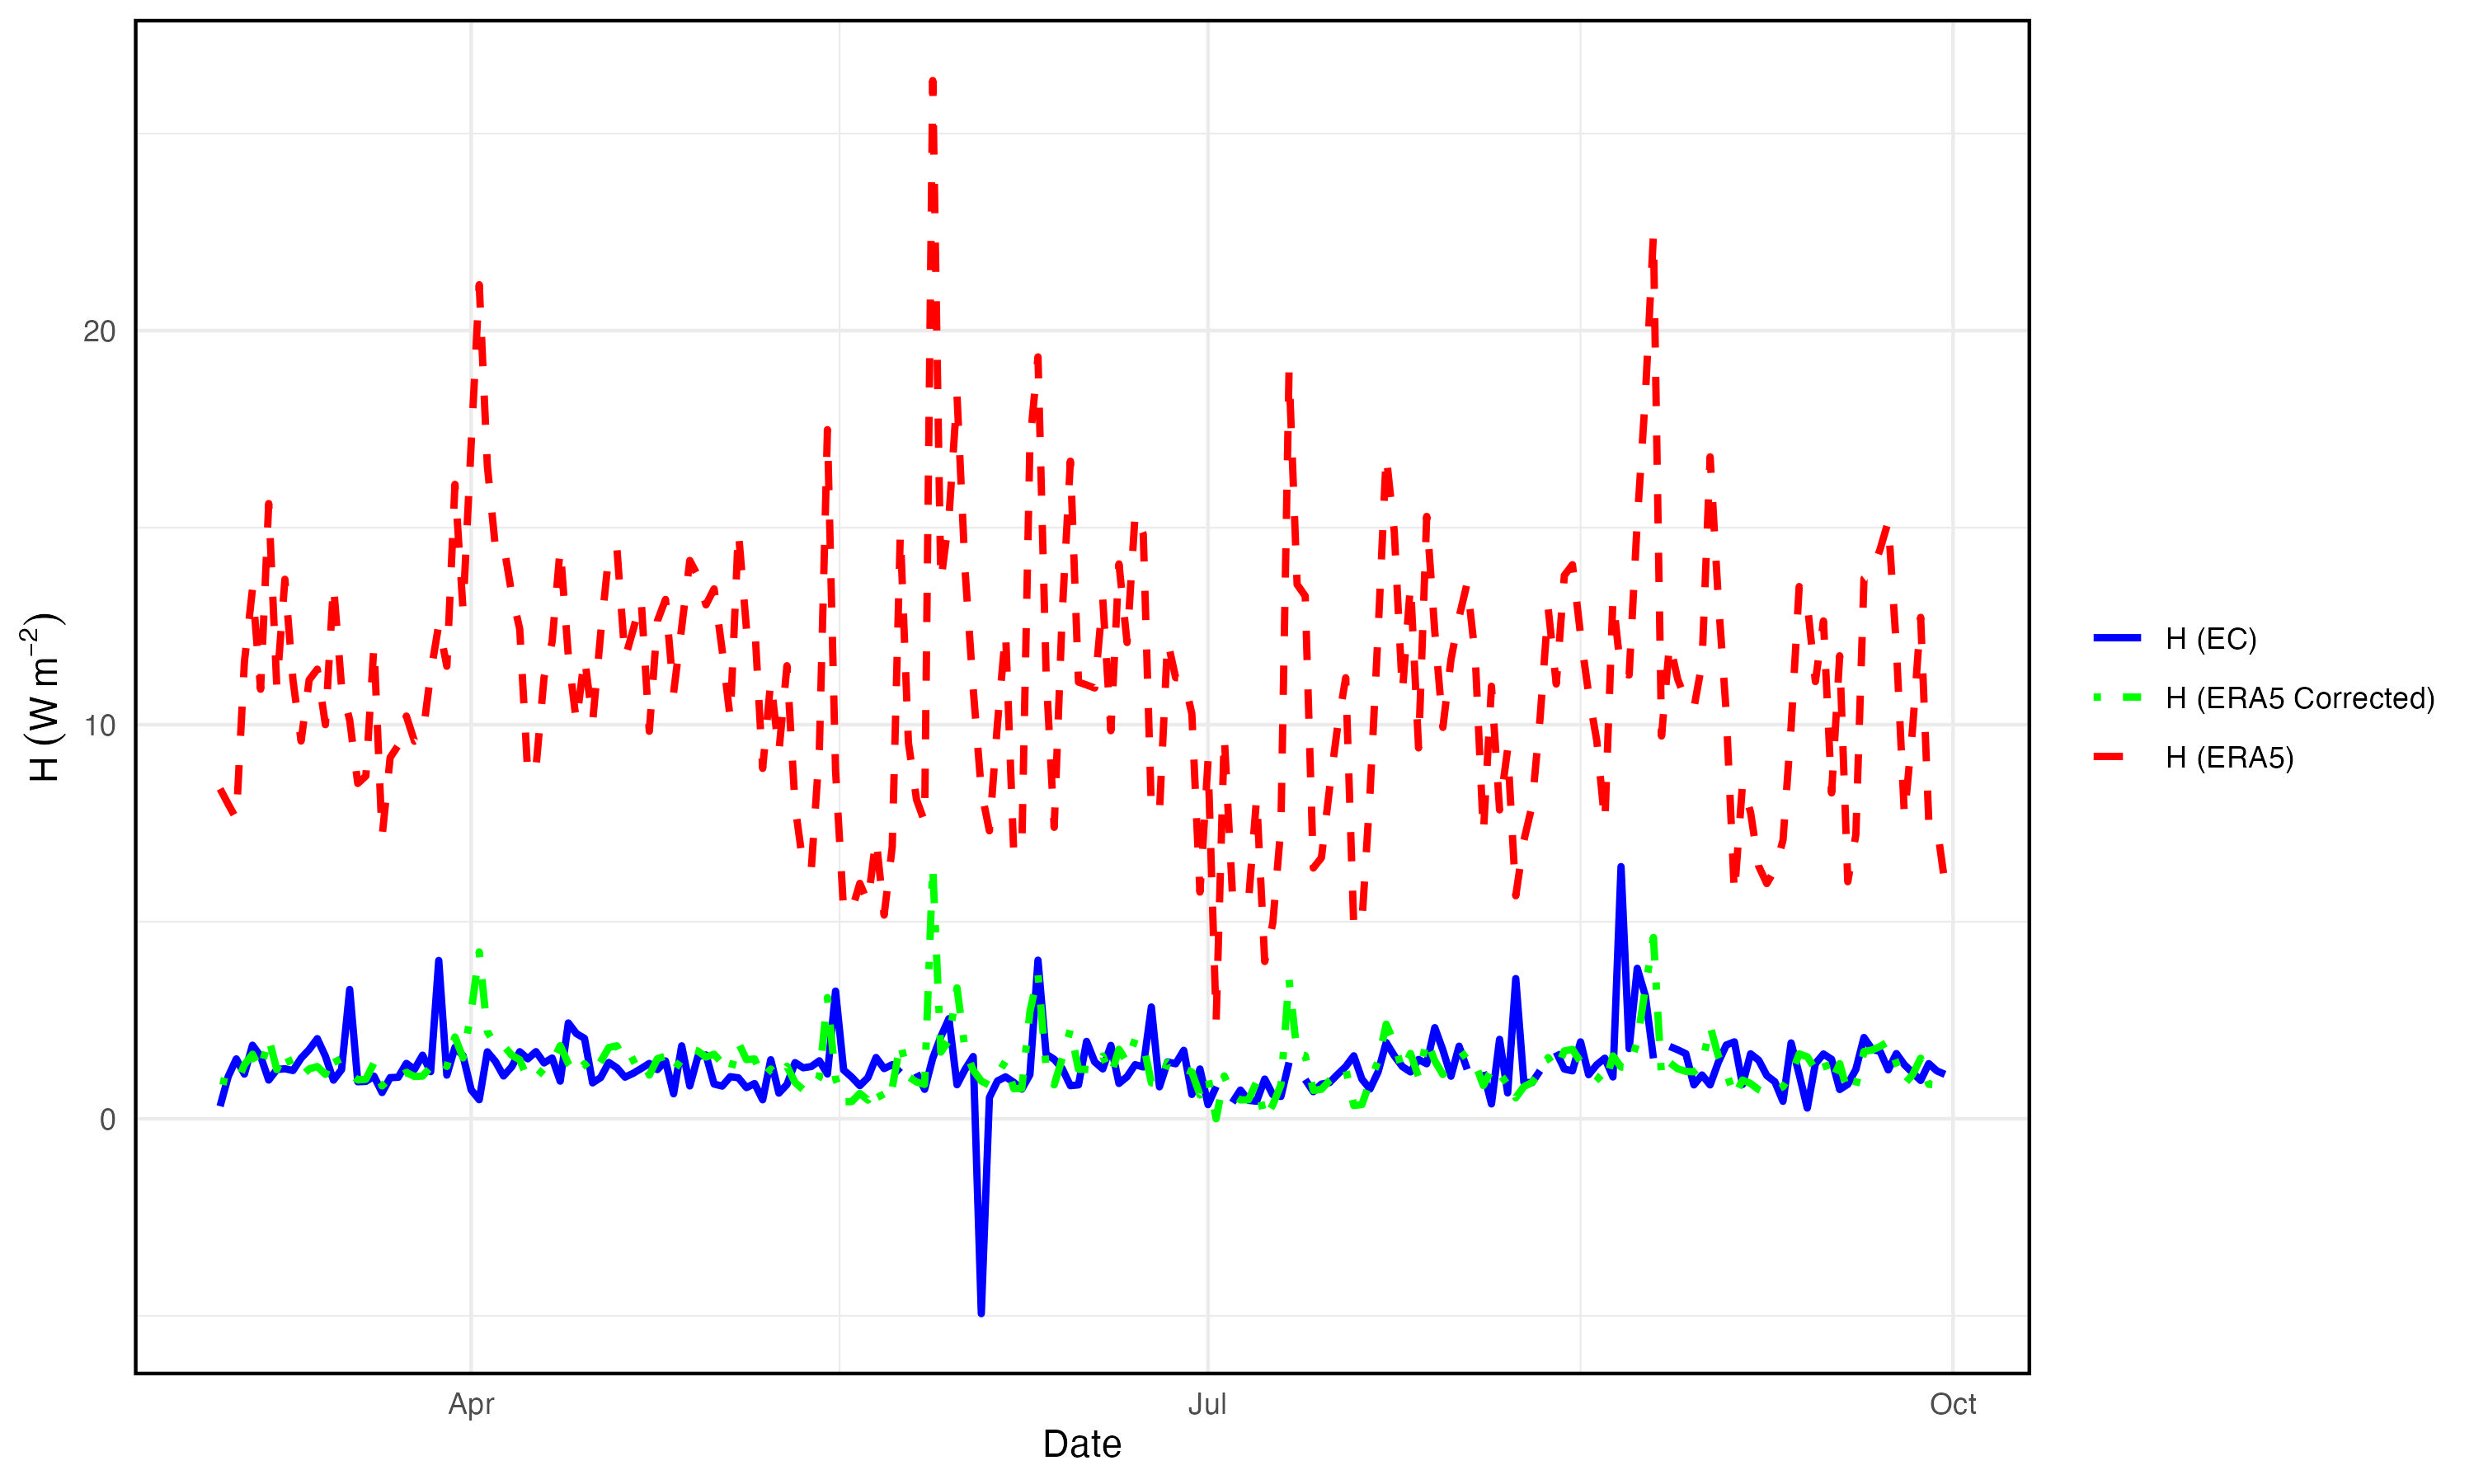 H (W m⁻²)
20
10
0
Apr
Jul
Oct
Date
H (EC)
H (ERA5 Corrected)
H (ERA5)